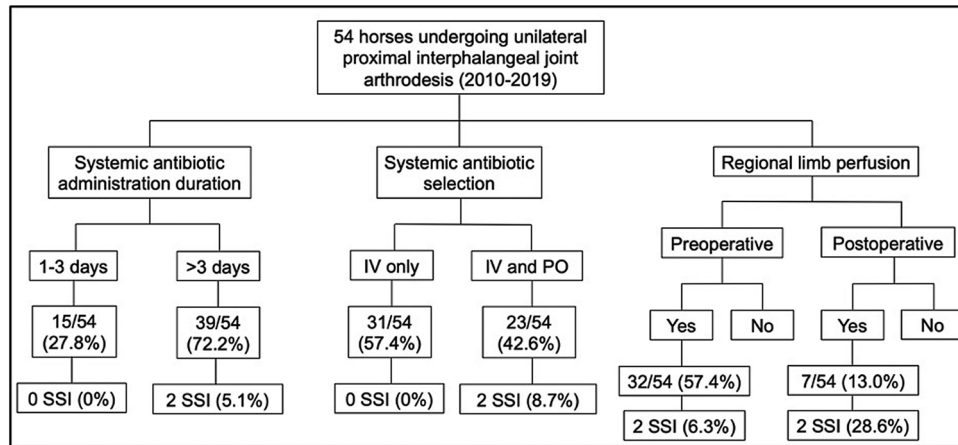 54 horses undergoing unilateral
proximal interphalangeal joint
arthrodesis (2010-2019)
Systemic antibiotic
administration duration
1-3 days
>3 days
15/54
(27.8%)
39/54
(72.2%)
0 SSI (0%)
2 SSI (5.1%)
Systemic antibiotic
selection
IV only
IV and PO
31/54
(57.4%)
23/54
(42.6%)
0 SSI (0%)
2 SSI (8.7%)
Regional limb perfusion
Preoperative
Postoperative
Yes
No
Yes
No
32/54 (57.4%)
7/54 (13.0%)
2 SSI (6.3%)
2 SSI (28.6%)